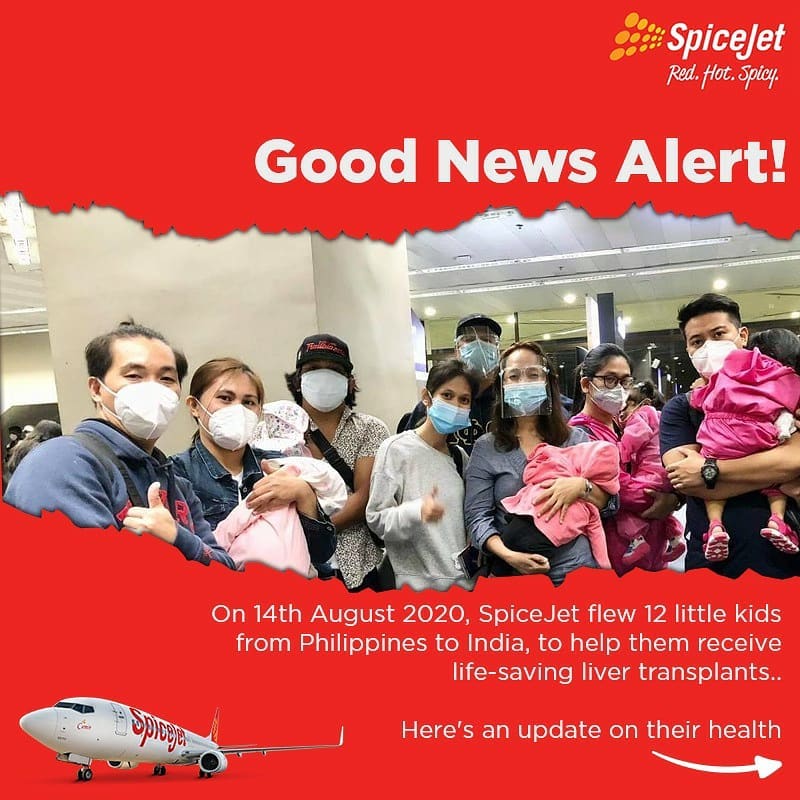 SpiceJet
Red. Hot. Spicy.
Good News Alert!
On 14th August 2020, SpiceJet flew 12 little kids
from Philippines to India, to help them receive
life-saving liver transplants..
Here's an update on their health
SpiceJet